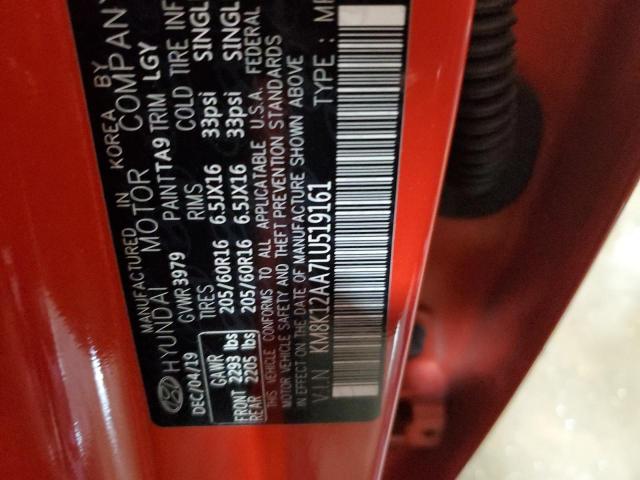 MANUFACTURED IN KOREA BY
HYUNDAI MOTOR COMPANY
DEC/04/19 GVWR 3979 PAINT TA9 TRIM LGY
GAWR TIRES RIMS COLD TIRE INF
FRONT 2293 lbs 205/60R16 6.5JX16 33psi SINGL
REAR 2205 lbs 205/60R16 6.5JX16 33psi SINGL
THIS VEHICLE CONFORMS TO ALL APPLICATABLE U.S.A. FEDERAL
MOTOR VEHICLE SAFETY AND THEFT PREVENTION STANDARDS
IN EFFECT ON THE DATE OF MANUFACTURE SHOWN ABOVE
V.I.N KM8K12AA7LU519161 TYPE : MP